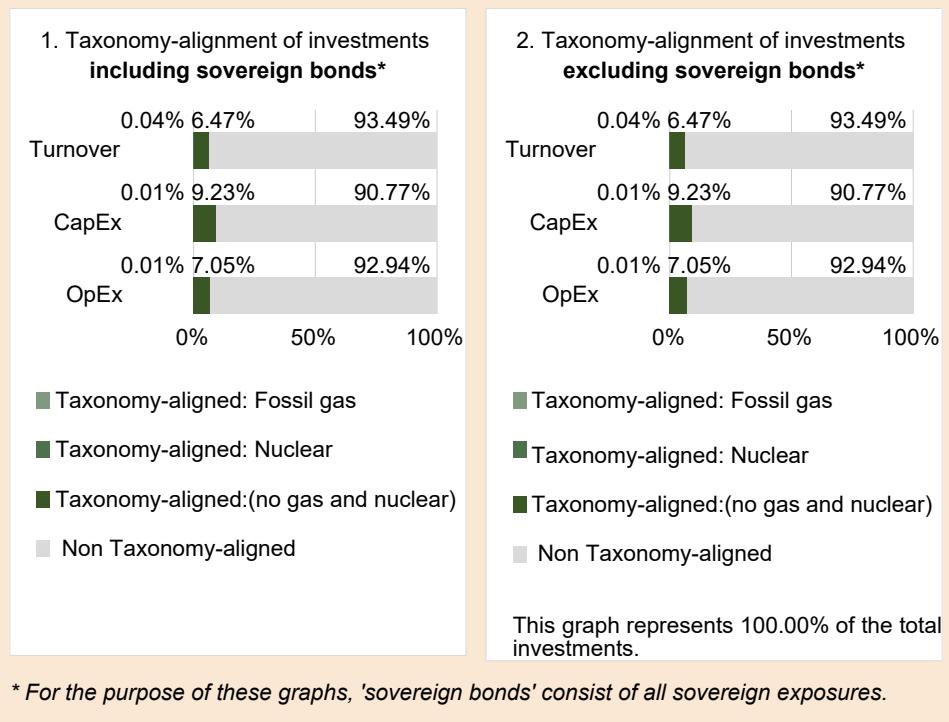 1. Taxonomy-alignment of investments
including sovereign bonds*
0.04% 6.47% 93.49%
Turnover
0.01% 9.23% 90.77%
CapEx
0.01% 7.05% 92.94%
OpEx
0% 50% 100%
Taxonomy-aligned: Fossil gas
Taxonomy-aligned: Nuclear
Taxonomy-aligned:(no gas and nuclear)
Non Taxonomy-aligned
2. Taxonomy-alignment of investments
excluding sovereign bonds*
0.04% 6.47% 93.49%
Turnover
0.01% 9.23% 90.77%
CapEx
0.01% 7.05% 92.94%
OpEx
0% 50% 100%
Taxonomy-aligned: Fossil gas
Taxonomy-aligned: Nuclear
Taxonomy-aligned:(no gas and nuclear)
Non Taxonomy-aligned
This graph represents 100.00% of the total
investments.
* For the purpose of these graphs, 'sovereign bonds' consist of all sovereign exposures.